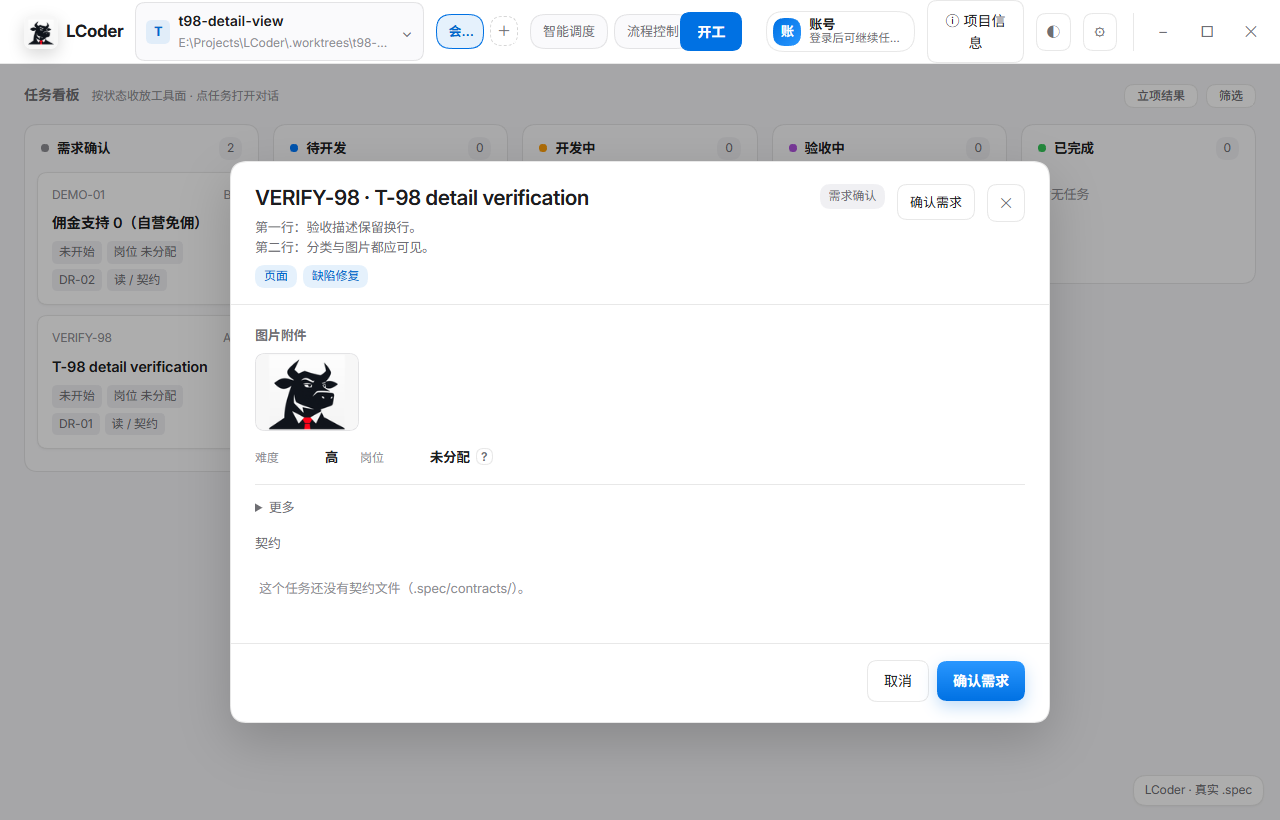 LCoder
T
t98-detail-view
E:\Projects\LCoder\.worktrees\t98-...
会...
+
智能调度
流程控制
开工
账
账号
登录后可继续任...
项目信
息
任务看板
按状态收放工具面 · 点任务打开对话
立项结果
筛选
需求确认
2
待开发
0
开发中
0
验收中
0
已完成
0
DEMO-01
佣金支持 0（自营免佣）
未开始
岗位 未分配
DR-02
读 / 契约
VERIFY-98
T-98 detail verification
未开始
岗位 未分配
DR-01
读 / 契约
无任务
VERIFY-98 · T-98 detail verification
需求确认
确认需求
第一行：验收描述保留换行。
第二行：分类与图片都应可见。
页面
缺陷修复
图片附件
难度
高
岗位
未分配
?
更多
契约
这个任务还没有契约文件（.spec/contracts/）。
取消
确认需求
LCoder · 真实 .spec